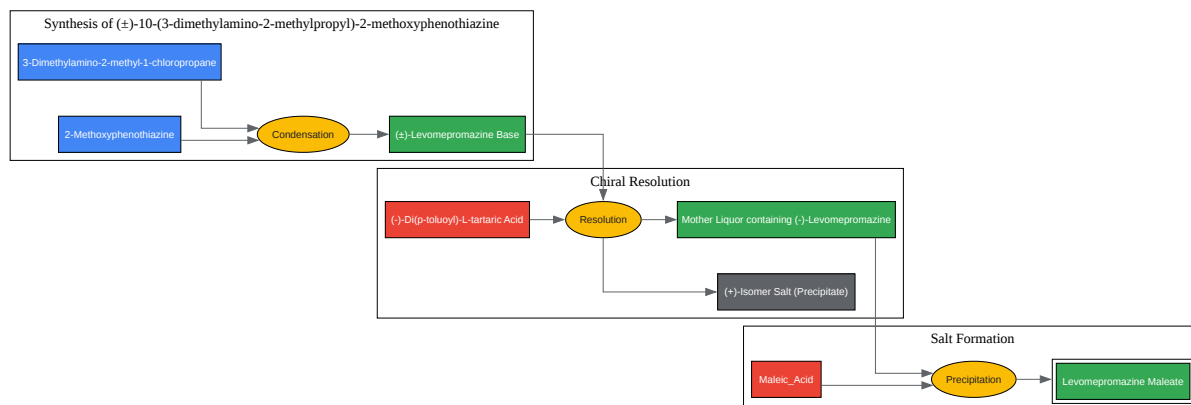 Synthesis of (±)-10-(3-dimethylamino-2-methylpropyl)-2-methoxyphenothiazine
3-Dimethylamino-2-methyl-1-chloropropane
2-Methoxyphenothiazine
Condensation
(±)-Levomepromazine Base
Chiral Resolution
(-)-Di(p-toluoyl)-L-tartaric Acid
Resolution
Mother Liquor containing (-)-Levomepromazine
(+)-Isomer Salt (Precipitate)
Salt Formation
Maleic_Acid
Precipitation
Levomepromazine Maleate